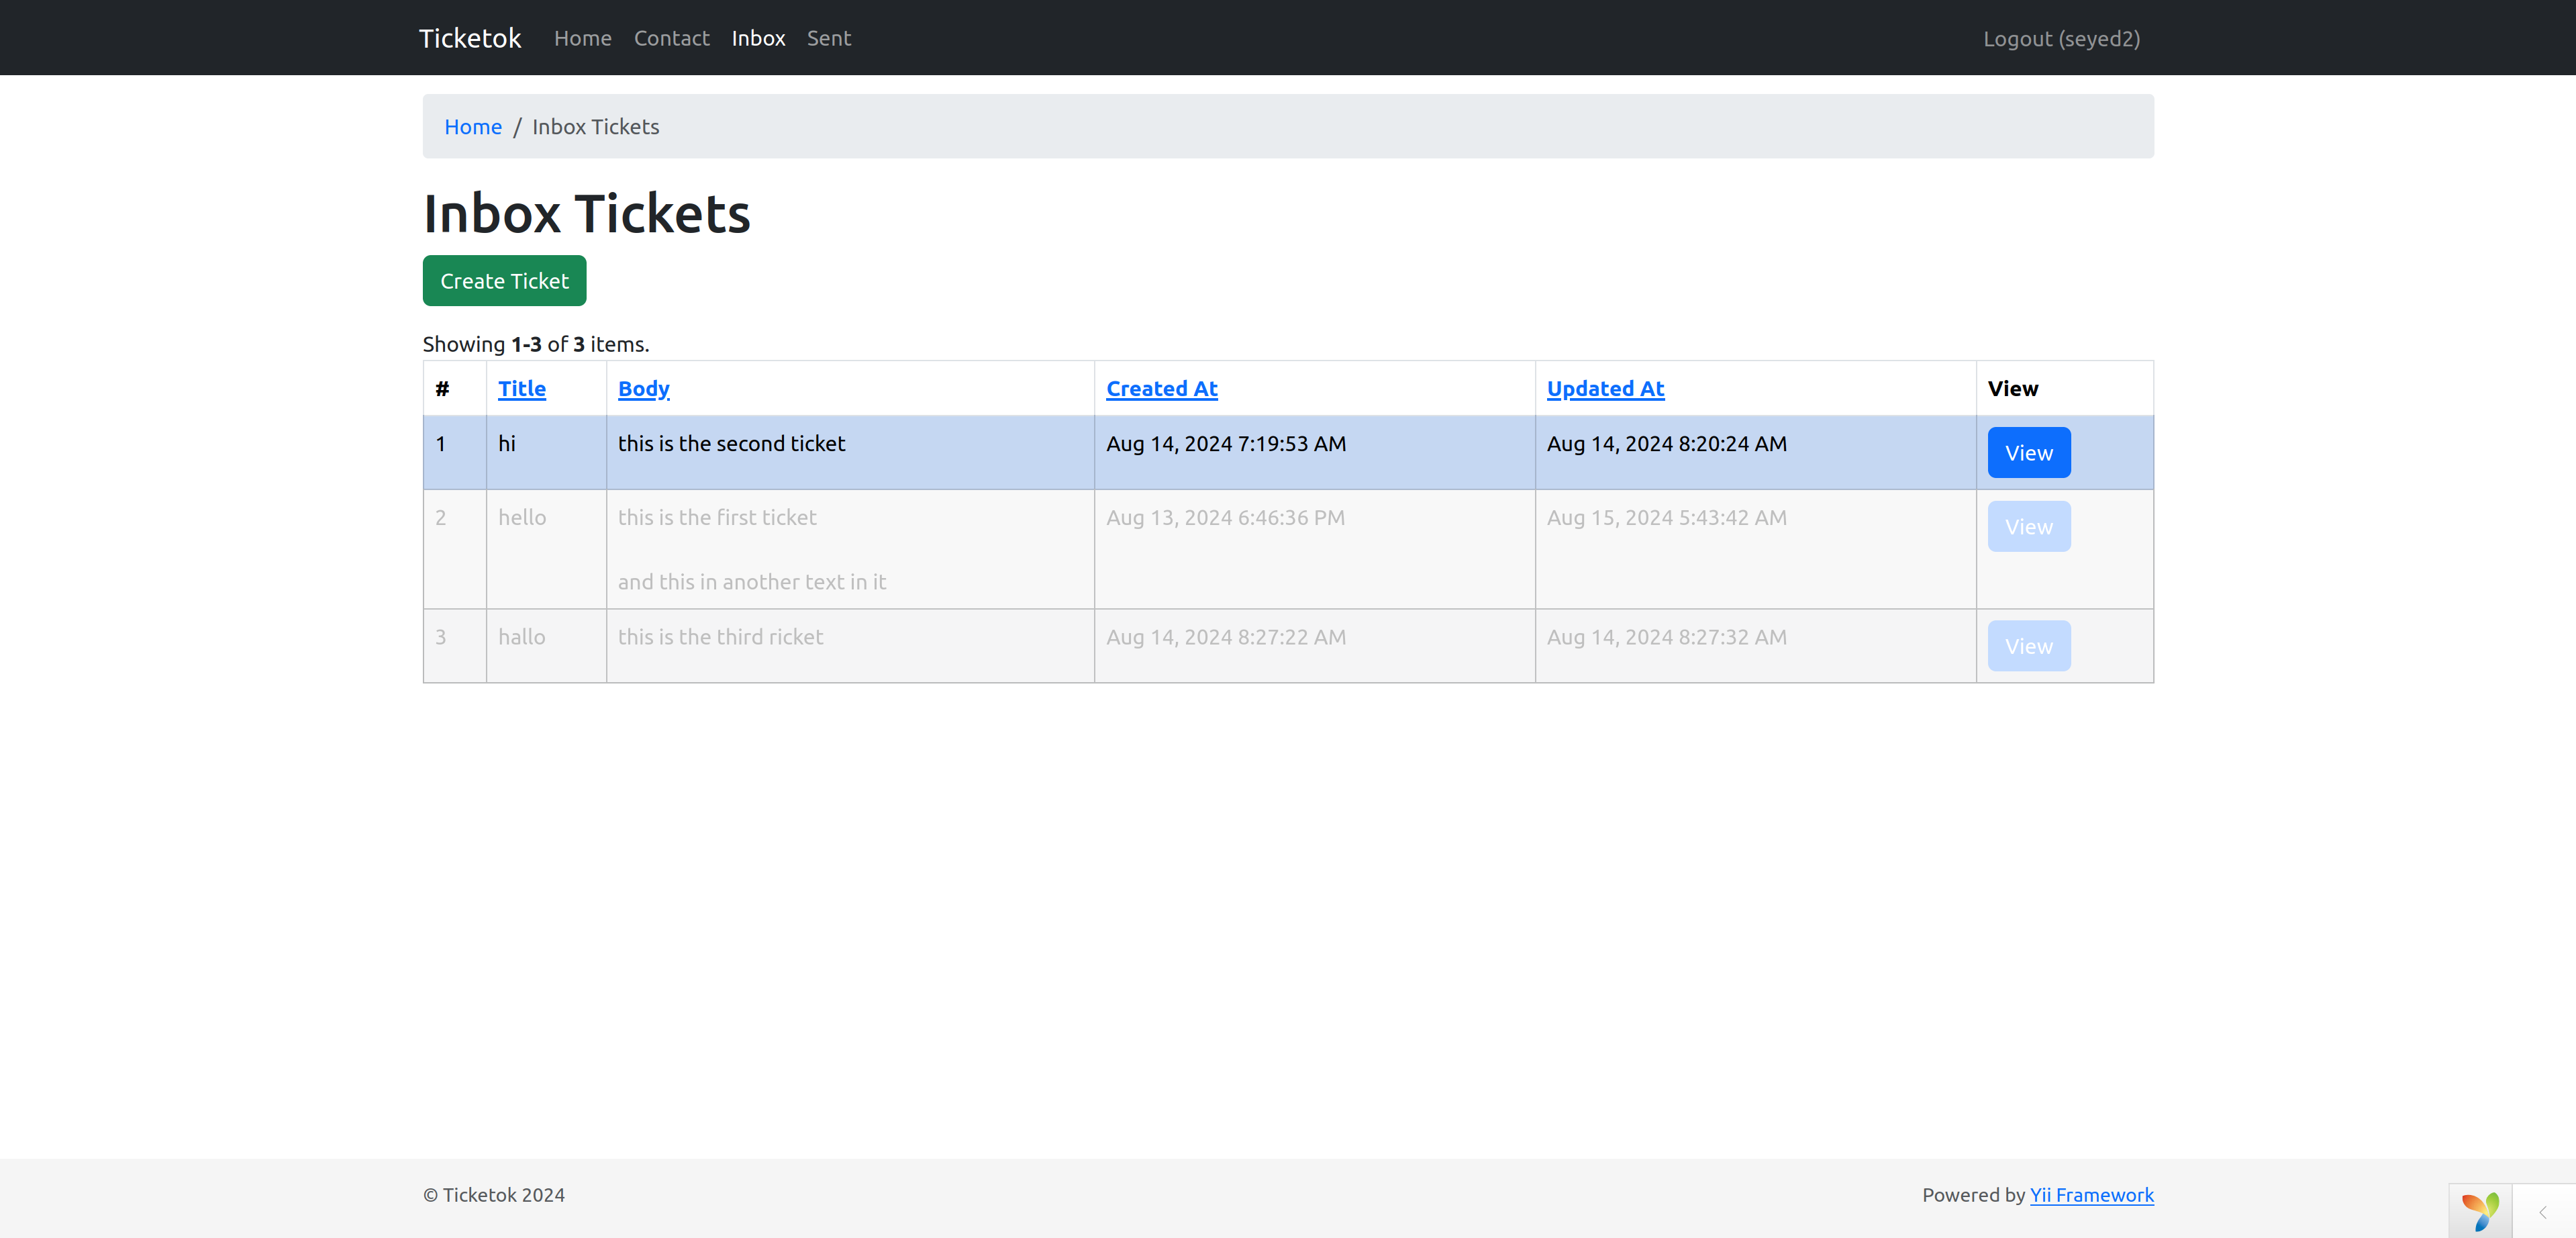 Ticketok Home Contact Inbox Sent Logout (seyed2)
Home / Inbox Tickets
Inbox Tickets
Create Ticket
Showing 1-3 of 3 items.
# Title Body Created At Updated At View
1 hi this is the second ticket Aug 14, 2024 7:19:53 AM Aug 14, 2024 8:20:24 AM View
2 hello this is the first ticket Aug 13, 2024 6:46:36 PM Aug 15, 2024 5:43:42 AM View
and this in another text in it
3 hallo this is the third ricket Aug 14, 2024 8:27:22 AM Aug 14, 2024 8:27:32 AM View
© Ticketok 2024 Powered by Yii Framework